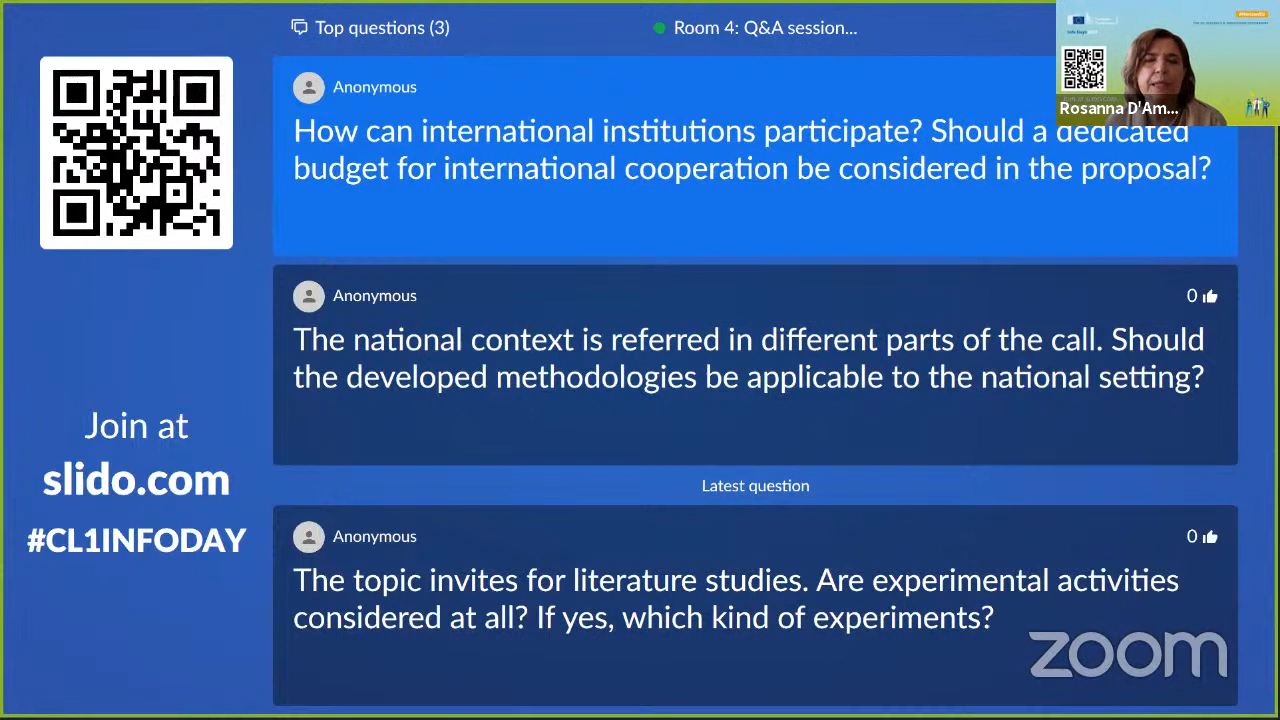 Top questions (3)
Room 4: Q&A session...
Anonymous
How can international institutions participate? Should a dedicated
budget for international cooperation be considered in the proposal?
Rosanna D'Am...
Anonymous
0
The national context is referred in different parts of the call. Should
the developed methodologies be applicable to the national setting?
Join at
slido.com
#CL1INFODAY
Latest question
Anonymous
0
The topic invites for literature studies. Are experimental activities
considered at all? If yes, which kind of experiments?
zoom